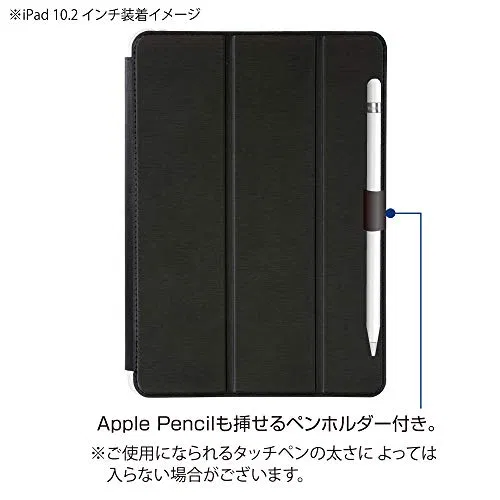 ※iPad 10.2 インチ装着イメージ
Apple Pencilも挿せるペンホルダー付き。
※ご使用になられるタッチペンの太さに よっては
入らない場合がございます。